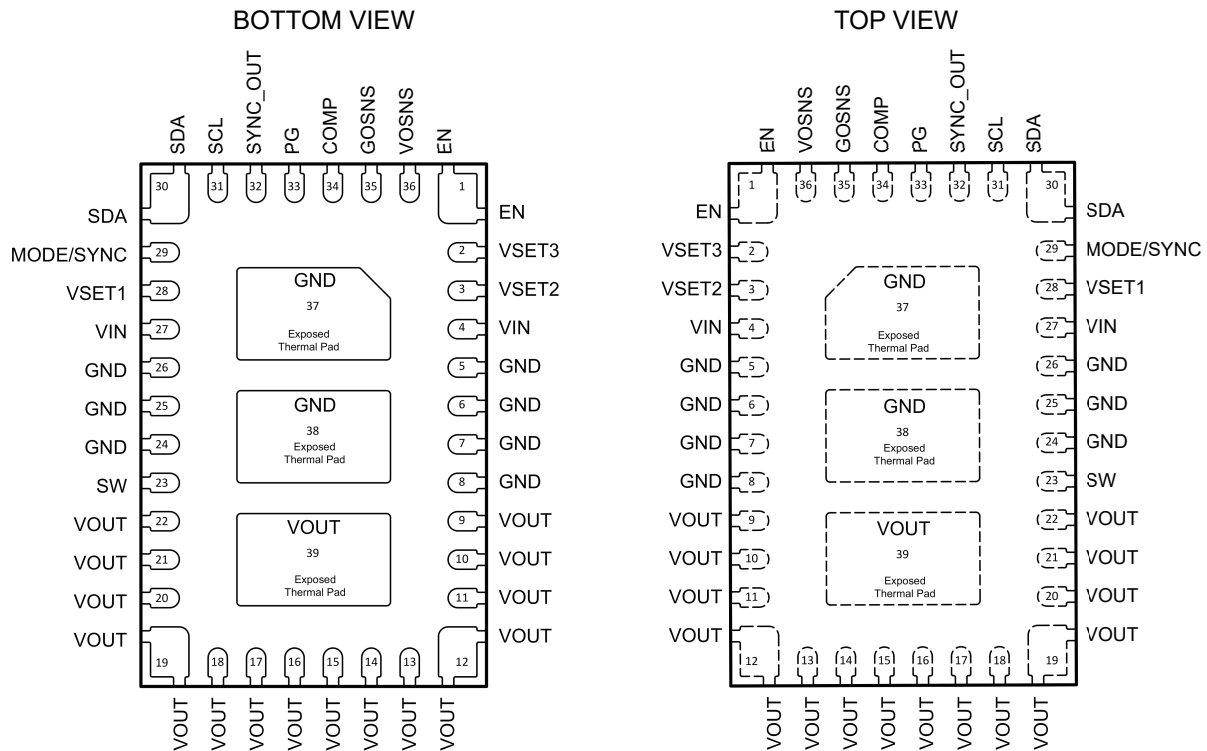 BOTTOM VIEW
SDA
SCL
SYNC_OUT
PG
COMP
GOSNS
VOSNS
EN
30
31
32
33
34
35
36
1
SDA
EN
MODE/SYNC
29
2
VSET3
VSET1
28
3
VSET2
VIN
27
4
VIN
GND
26
5
GND
GND
25
6
GND
GND
24
7
GND
SW
23
8
GND
VOUT
22
9
VOUT
VOUT
21
10
VOUT
VOUT
20
11
VOUT
VOUT
VOUT
GND
37
Exposed
Thermal Pad
GND
38
Exposed
Thermal Pad
VOUT
39
Exposed
Thermal Pad
19
18
17
16
15
14
13
12
VOUT
VOUT
VOUT
VOUT
VOUT
VOUT
VOUT
VOUT
TOP VIEW
EN
VOSNS
GOSNS
COMP
PG
SYNC_OUT
SCL
SDA
1
36
35
34
33
32
31
30
EN
SDA
VSET3
2
29
MODE/SYNC
VSET2
3
28
VSET1
VIN
4
27
VIN
GND
5
26
GND
GND
6
25
GND
GND
7
24
GND
GND
8
23
SW
VOUT
9
22
VOUT
VOUT
10
21
VOUT
VOUT
11
20
VOUT
VOUT
VOUT
GND
37
Exposed
Thermal Pad
GND
38
Exposed
Thermal Pad
VOUT
39
Exposed
Thermal Pad
12
13
14
15
16
17
18
19
VOUT
VOUT
VOUT
VOUT
VOUT
VOUT
VOUT
VOUT